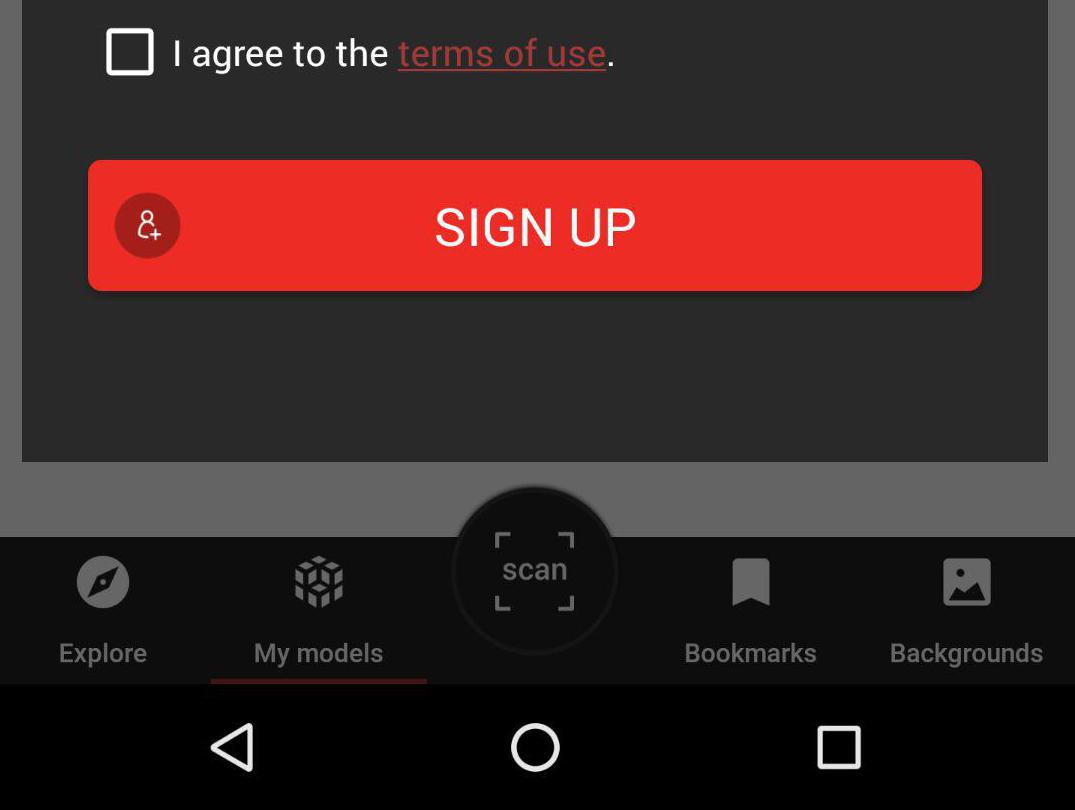 I agree to the terms of use.
SIGN UP
scan
Explore
My models
Bookmarks
Backgrounds